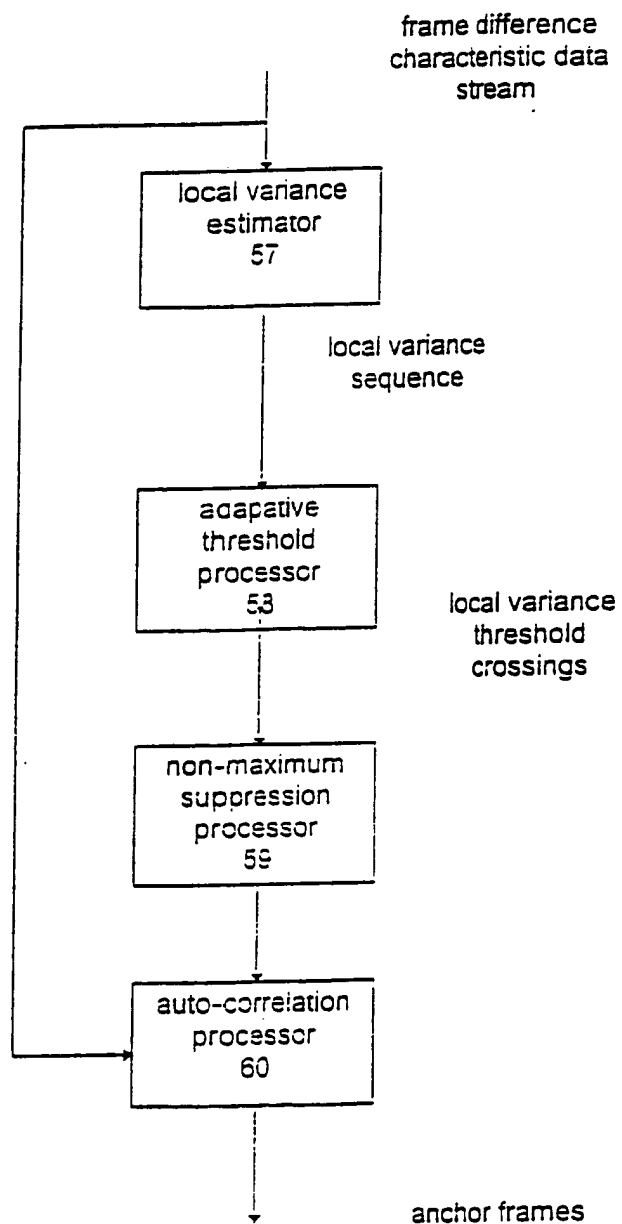 frame difference
characteristic data
stream
local variance
estimator
57
local variance
sequence
adapative
threshold
processor
58
local variance
threshold
crossings
non-maximum
suppression
processor
59
auto-correlation
processor
60
anchor frames